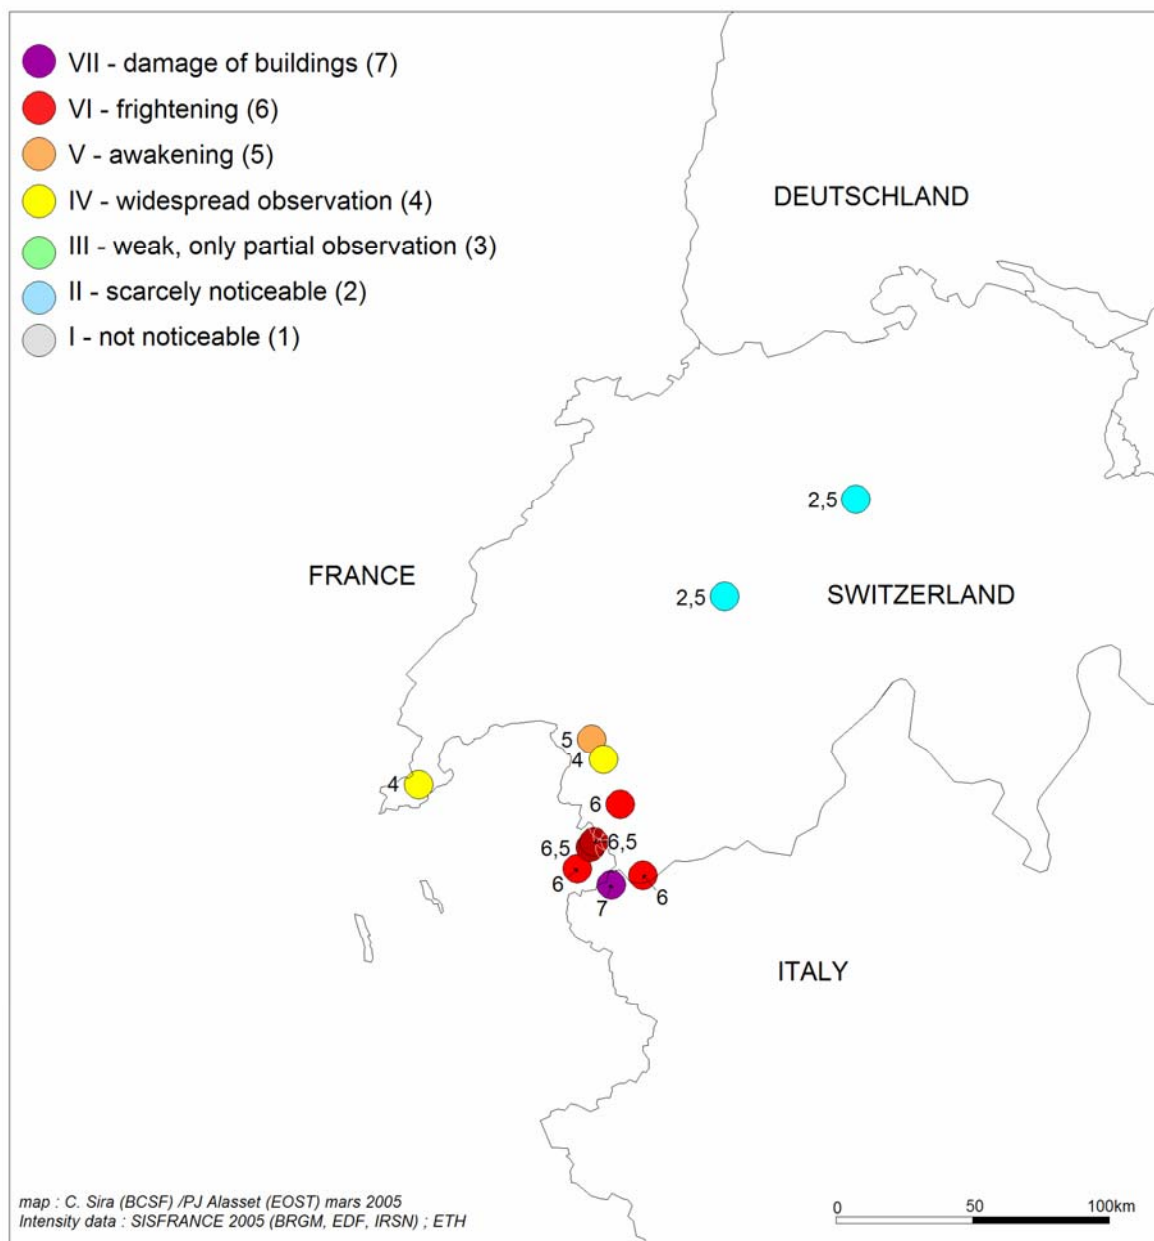 VII - damage of buildings (7)
VI - frightening (6)
V - awakening (5)
IV - widespread observation (4)
III - weak, only partial observation (3)
II - scarcely noticeable (2)
I - not noticeable (1)
DEUTSCHLAND
2,5
FRANCE
2,5
SWITZERLAND
5
4
4
6
6,5
6,5
6
6
7
ITALY
map : C. Sira (BCSF) /PJ Alasset (EOST) mars 2005
Intensity data : SISFRANCE 2005 (BRGM, EDF, IRSN) ; ETH
0 50 100km